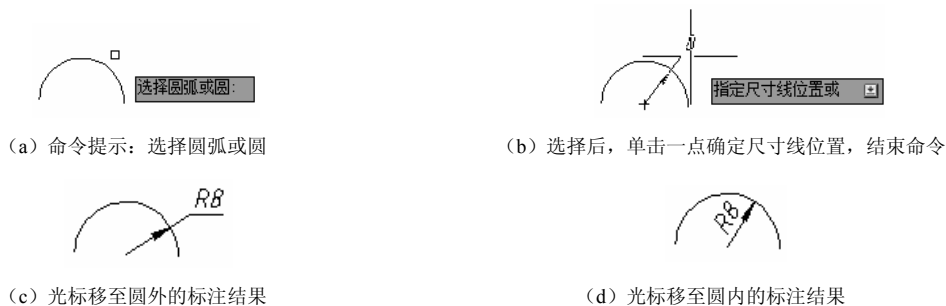 选择圆弧或圆:
指定尺寸线位置或
(a）命令提示：选择圆弧或圆
（b）选择后，单击一点确定尺寸线位置，结束命令
R8
R8
（c）光标移至圆外的标注结果
（d）光标移至圆内的标注结果